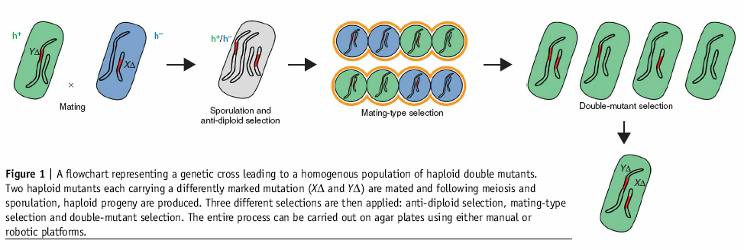 h⁺
YΔ
h⁻
XΔ
×
Mating
h⁺/h⁻
Sporulation and
anti-diploid selection
Mating-type selection
Double-mutant selection
YΔ
XΔ
Figure 1 | A flowchart representing a genetic cross leading to a homogenous population of haploid double mutants.
Two haploid mutants each carrying a differently marked mutation (XΔ and YΔ) are mated and following meiosis and
sporulation, haploid progeny are produced. Three different selections are then applied: anti-diploid selection, mating-type
selection and double-mutant selection. The entire process can be carried out on agar plates using either manual or
robotic platforms.